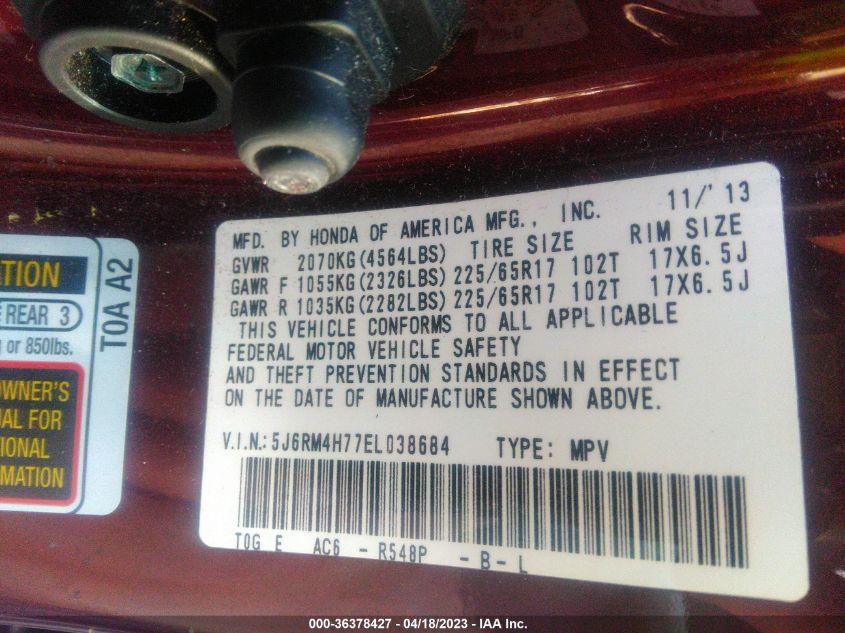 TION
E REAR 3
g or 850lbs.
OWNER'S
UAL FOR
TIONAL
RMATION
T0A A2
11/'13
MFD. BY HONDA OF AMERICA MFG., INC.
GVWR 2070KG(4564LBS) TIRE SIZE RIM SIZE
GAWR F 1055KG(2326LBS) 225/65R17 102T 17X6.5J
GAWR R 1035KG(2282LBS) 225/65R17 102T 17X6.5J
THIS VEHICLE CONFORMS TO ALL APPLICABLE
FEDERAL MOTOR VEHICLE SAFETY
AND THEFT PREVENTION STANDARDS IN EFFECT
ON THE DATE OF MANUFACTURE SHOWN ABOVE.
V.I.N.: 5J6RM4H77EL038684 TYPE: MPV
T0G E AC6 - R548P - B - L
000-36378427 - 04/18/2023 - IAA Inc.